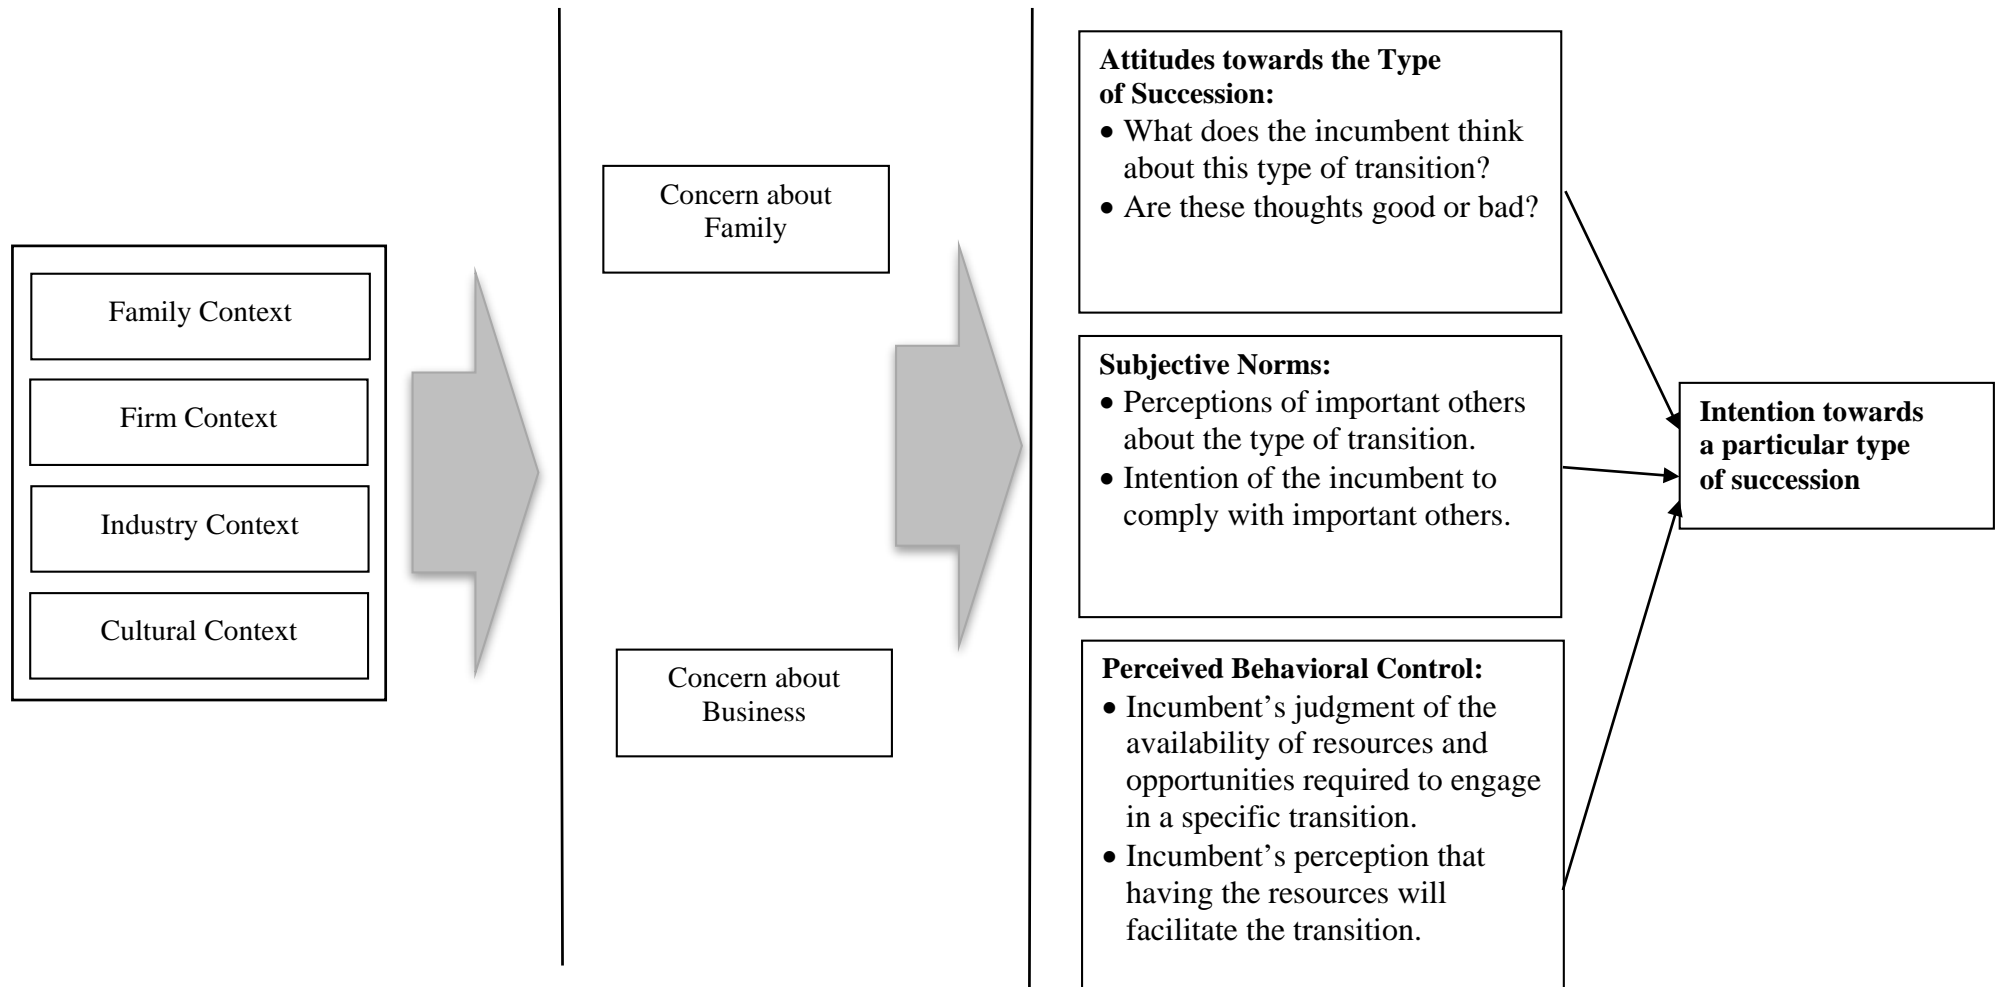 Family Context
Firm Context
Industry Context
Cultural Context
Concern about
Family
Concern about
Business
Attitudes towards the Type
of Succession:
• What does the incumbent think
about this type of transition?
• Are these thoughts good or bad?
Subjective Norms:
• Perceptions of important others
about the type of transition.
• Intention of the incumbent to
comply with important others.
Perceived Behavioral Control:
• Incumbent’s judgment of the
availability of resources and
opportunities required to engage
in a specific transition.
• Incumbent’s perception that
having the resources will
facilitate the transition.
Intention towards
a particular type
of succession